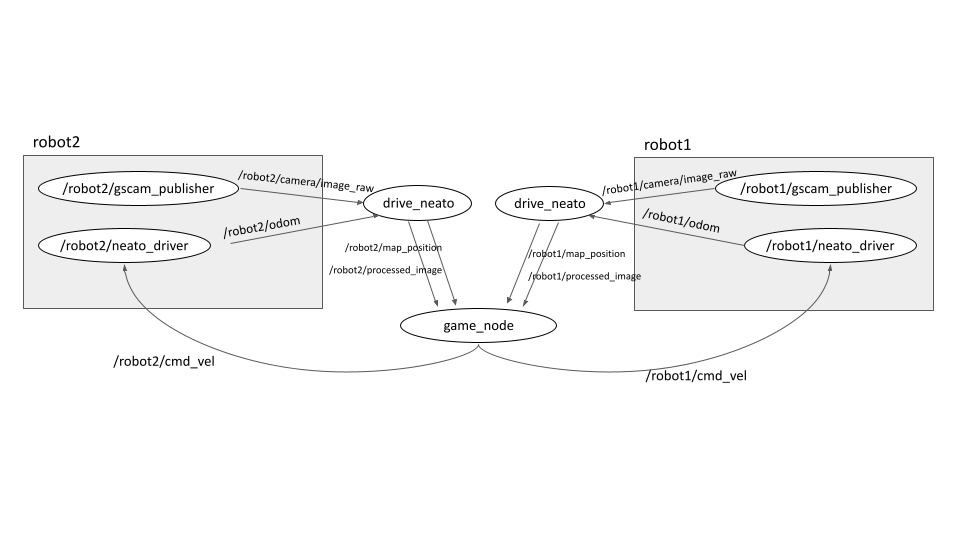 robot2
robot1
/robot2/gscam_publisher
/robot2/camera/image_raw
drive_neato
drive_neato
/robot1/camera/image_raw
/robot1/gscam_publisher
/robot2/neato_driver
/robot2/odom
/robot1/odom
/robot1/neato_driver
/robot2/map_position
/robot1/map_position
/robot2/processed_image
/robot1/processed_image
game_node
/robot2/cmd_vel
/robot1/cmd_vel